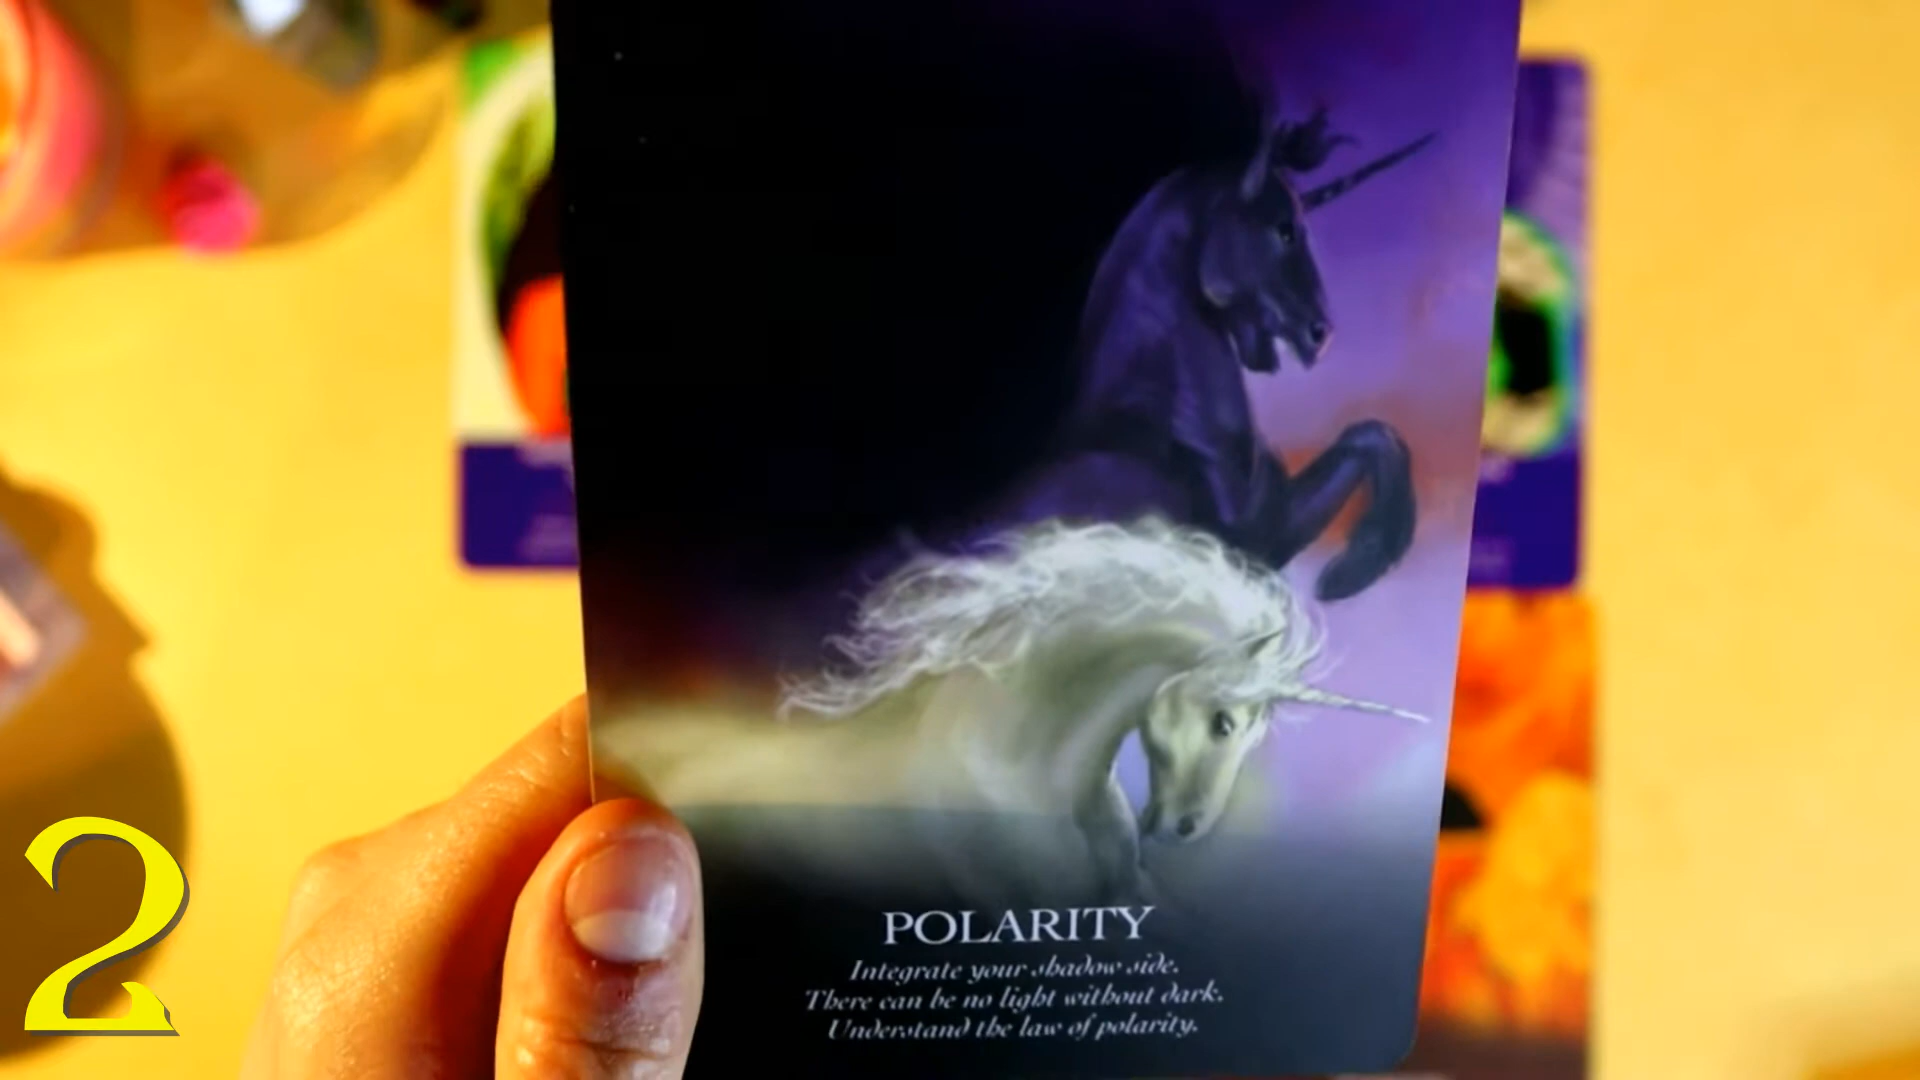 POLARITY
Integrate your shadow side.
There can be no light without dark.
Understand the law of polarity.
2